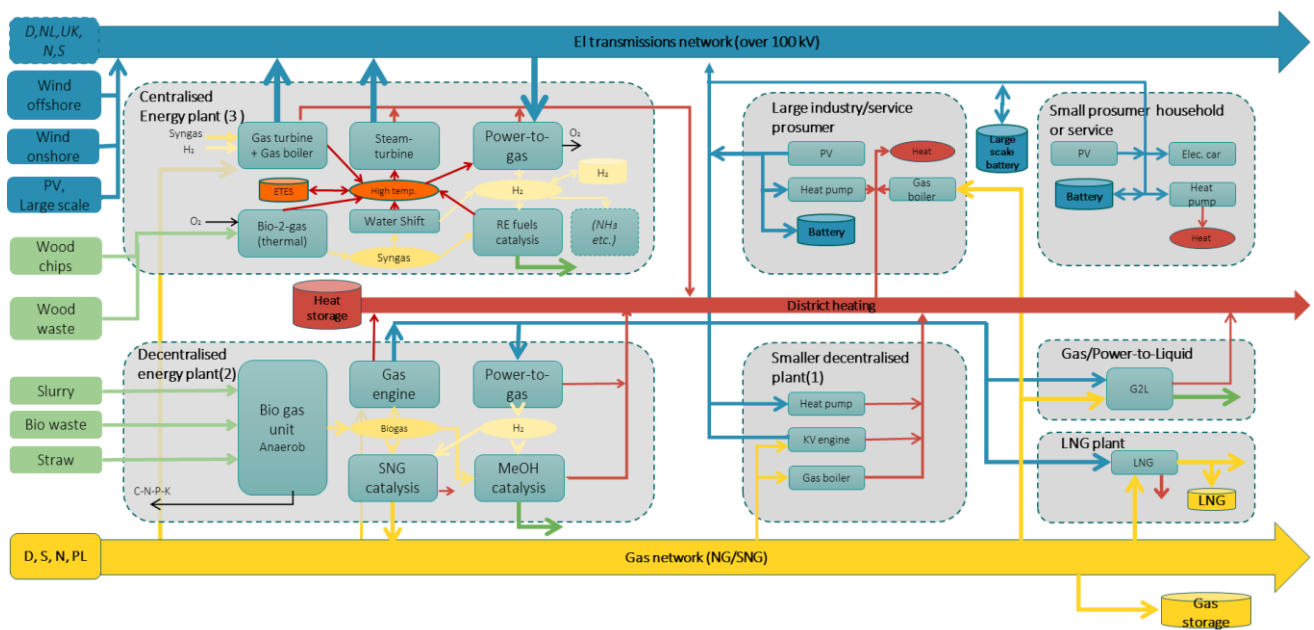 D,NL,UK,
N,S
El transmissions network (over 100 kV)
Wind
offshore
Wind
onshore
PV,
Large scale
Wood
chips
Wood
waste
Slurry
Bio waste
Straw
D, S, N, PL
Centralised
Energy plant (3 )
Syngas
H₂
Gas turbine
+ Gas boiler
Steam-
turbine
Power-to-
gas
O₂
ETES
High temp.
H₂
H₂
O₂
Bio-2-gas
(thermal)
Water Shift
RE fuels
catalysis
(NH₃
etc.)
Syngas
Large industry/service
prosumer
PV
Heat
Heat pump
Gas
boiler
Battery
Large
scale
battery
Small prosumer household
or service
PV
Elec. car
Battery
Heat
pump
Heat
Heat
storage
District heating
Decentralised
energy plant(2)
Bio gas
unit
Anaerob
C-N-P-K
Gas
engine
Power-to-
gas
Biogas
H₂
SNG
catalysis
MeOH
catalysis
Smaller decentralised
plant(1)
Heat pump
KV engine
Gas boiler
Gas/Power-to-Liquid
G2L
LNG plant
LNG
LNG
Gas network (NG/SNG)
Gas
storage